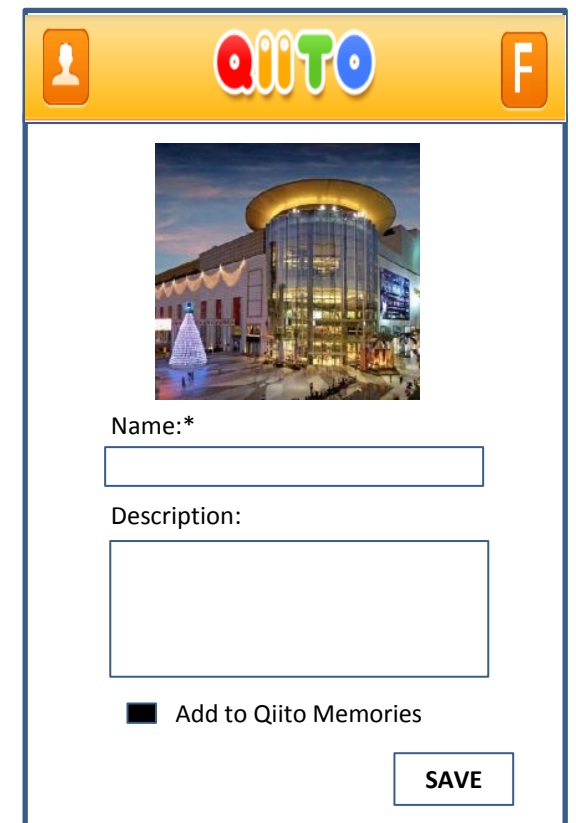 QIITO
F
Name:*
Description:
Add to Qiito Memories
SAVE